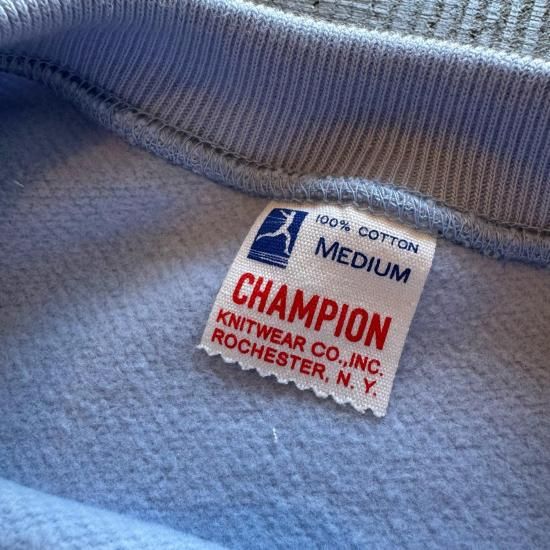 100% COTTON
MEDIUM
CHAMPION
KNITWEAR CO.,INC.
ROCHESTER, N. Y.